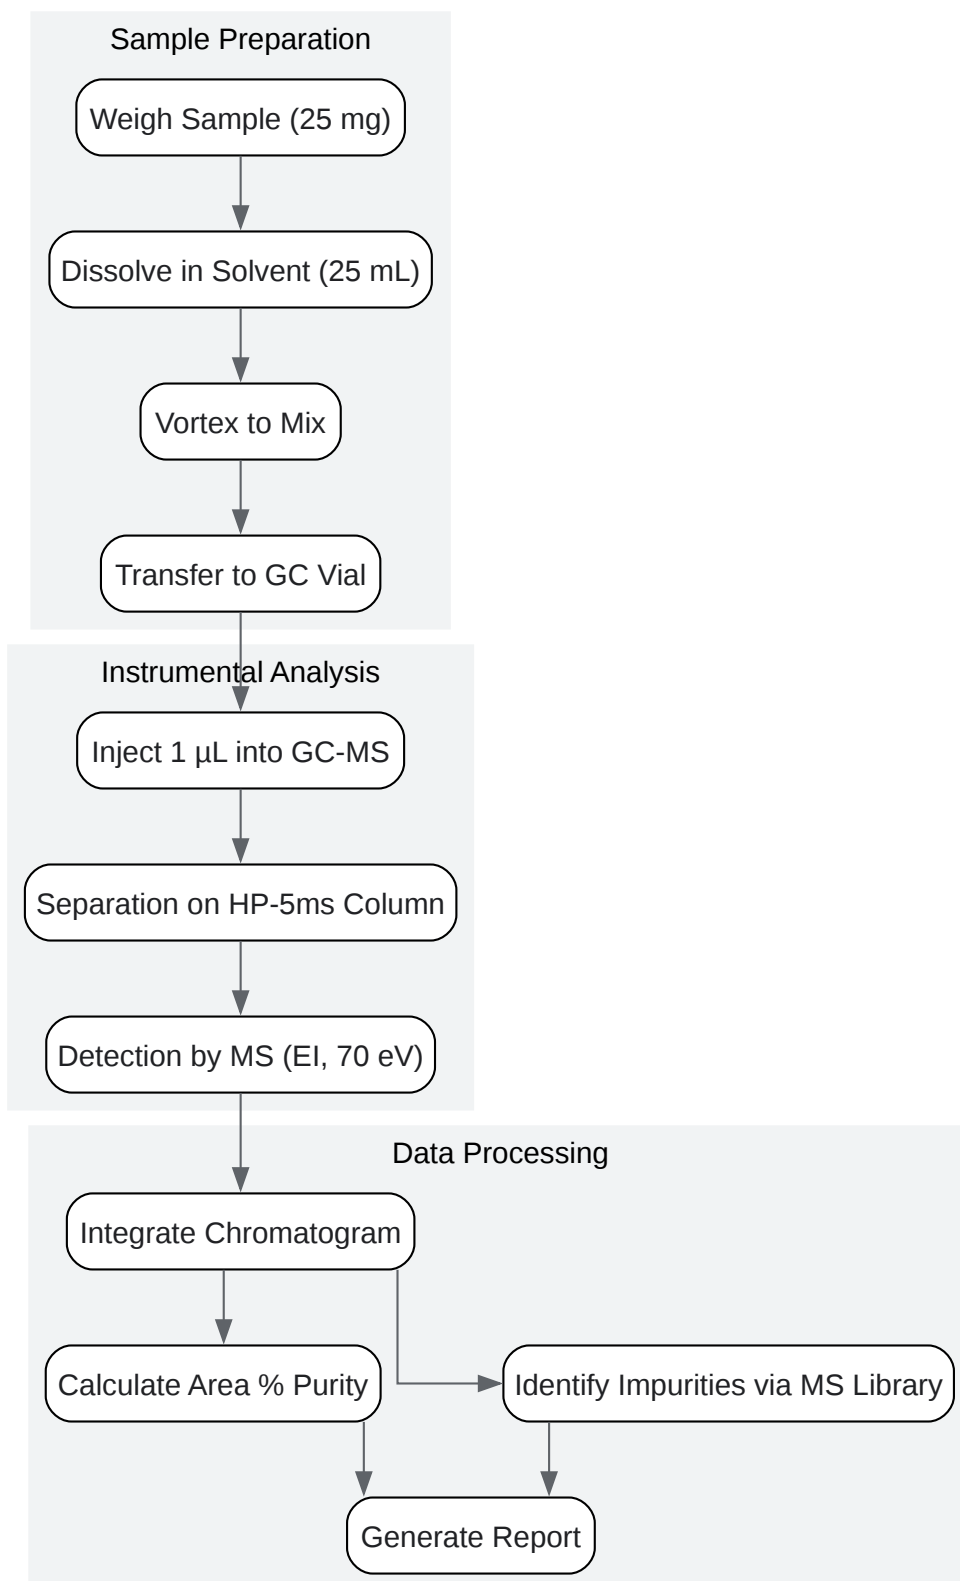 Sample Preparation
Weigh Sample (25 mg)
Dissolve in Solvent (25 mL)
Vortex to Mix
Transfer to GC Vial
Instrumental Analysis
Inject 1 µL into GC-MS
Separation on HP-5ms Column
Detection by MS (EI, 70 eV)
Data Processing
Integrate Chromatogram
Calculate Area % Purity
Identify Impurities via MS Library
Generate Report